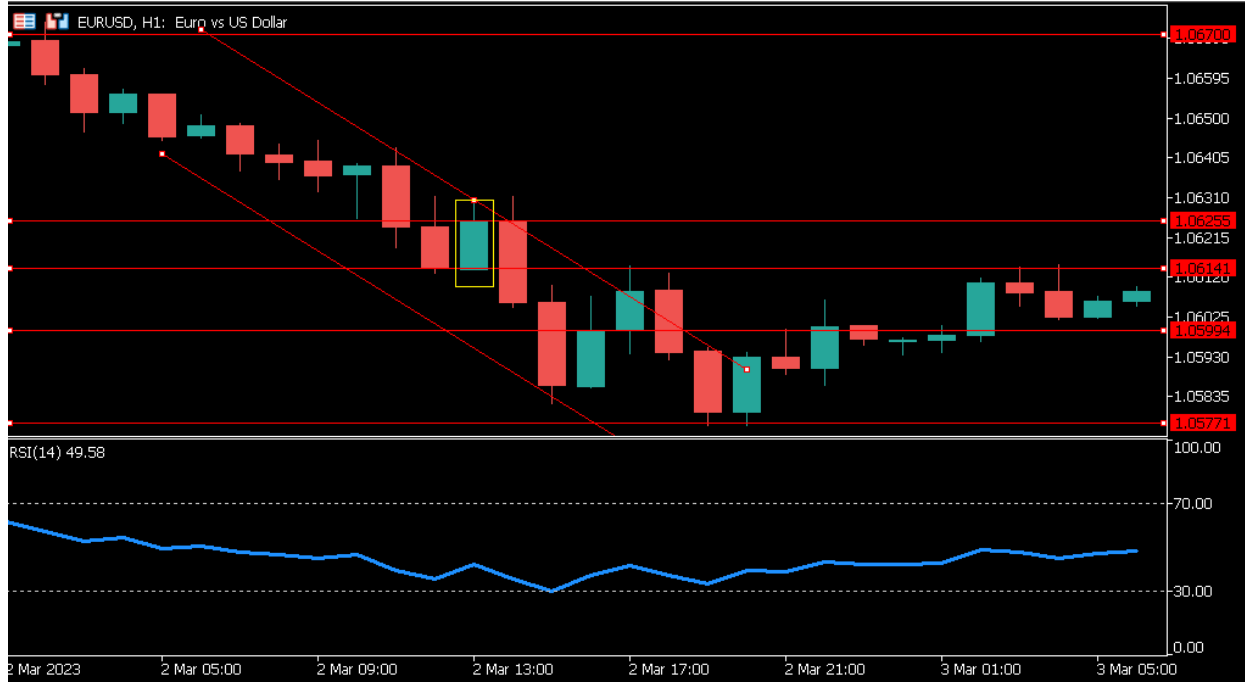 EURUSD, H1: Euro vs US Dollar
1.06700
1.06595
1.06500
1.06405
1.06310
1.06255
1.06215
1.06141
1.06120
1.06025
1.05994
1.05930
1.05835
1.05771
RSI(14) 49.58
100.00
70.00
30.00
0.00
2 Mar 2023
2 Mar 05:00
2 Mar 09:00
2 Mar 13:00
2 Mar 17:00
2 Mar 21:00
3 Mar 01:00
3 Mar 05:00